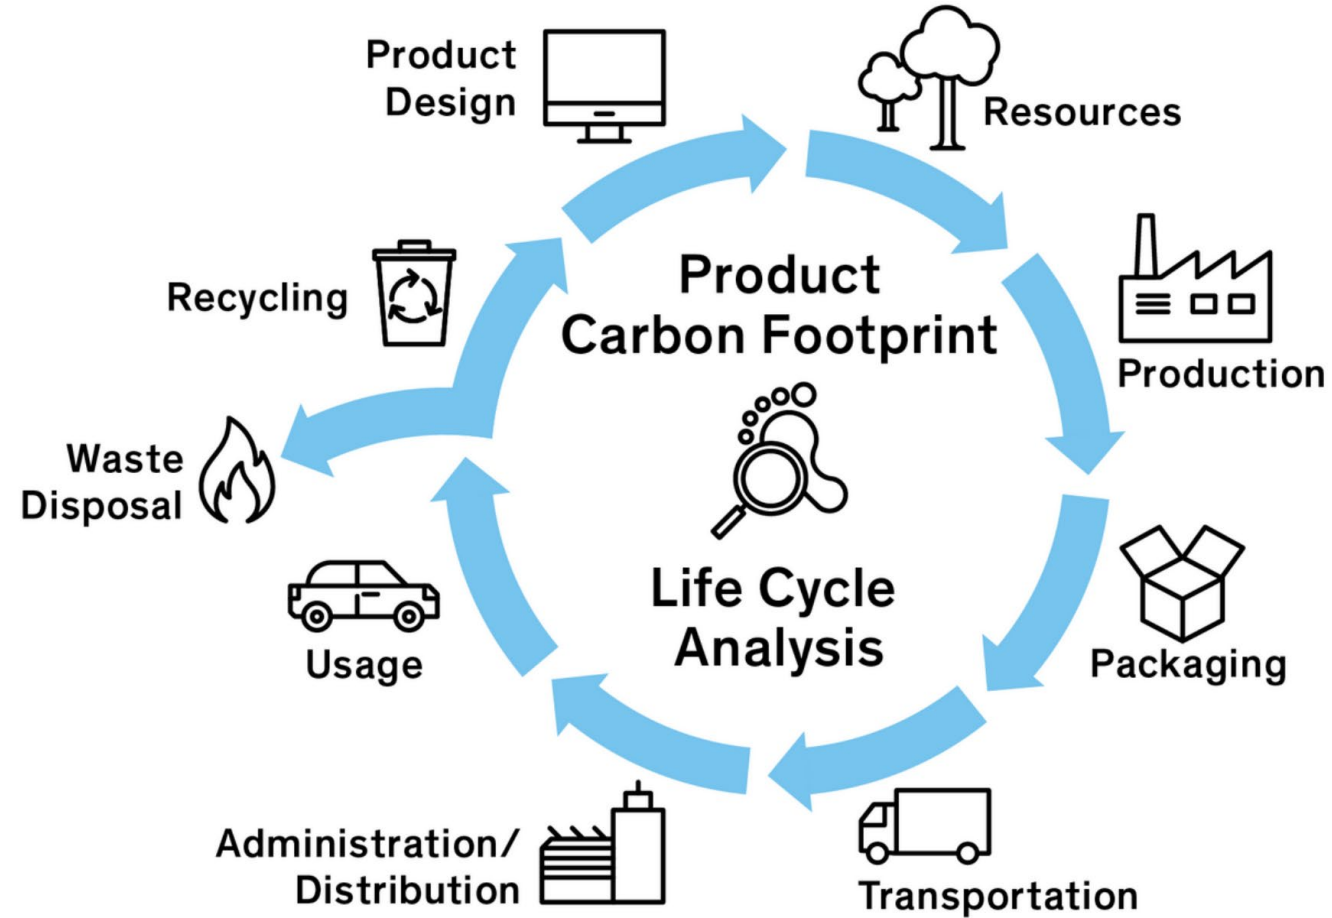 Product
Design
Resources
Recycling
Product
Carbon Footprint
Production
Waste
Disposal
Life Cycle
Analysis
Usage
Packaging
Administration/
Distribution
Transportation